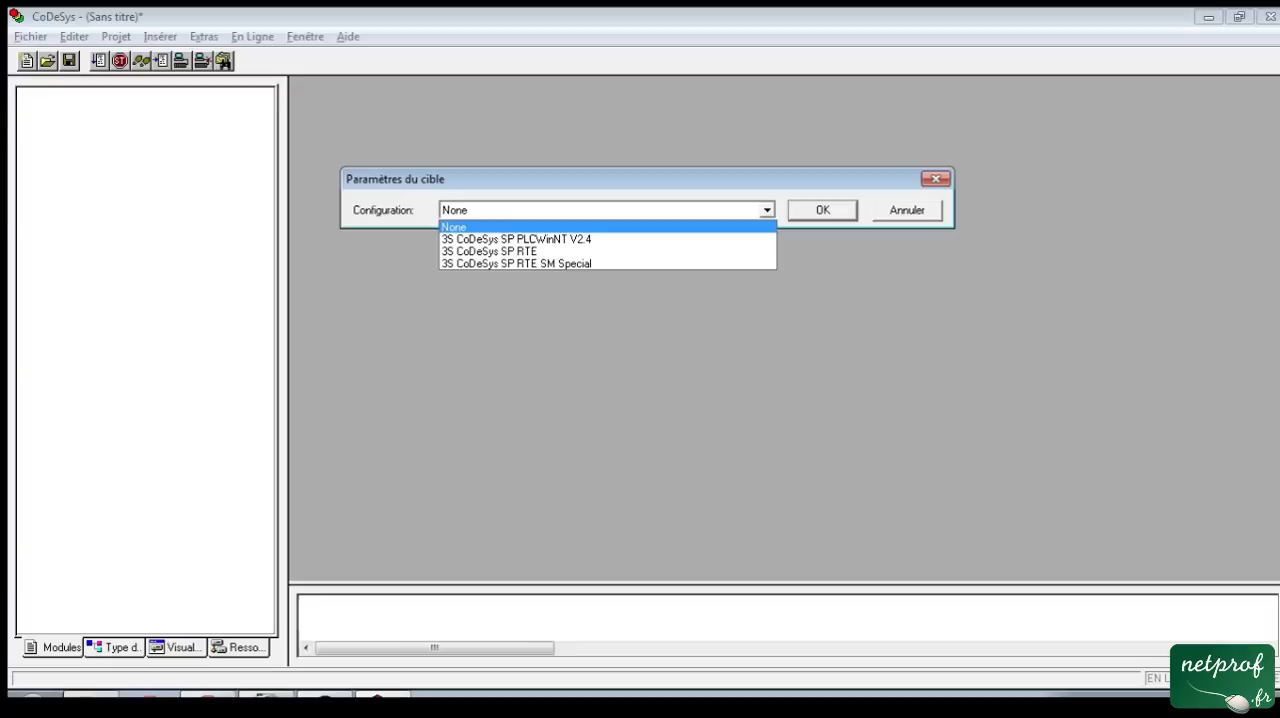 CoDeSys - (Sans titre)*
Fichier Editer Projet Insérer Extras En Ligne Fenêtre Aide
ST
Paramètres du cible
Configuration: None OK Annuler
None
3S CoDeSys SP PLCWinNT V2.4
3S CoDeSys SP RTE
3S CoDeSys SP RTE SM Special
Modules Type d... Visual... Resso...
EN L
netprof
.fr